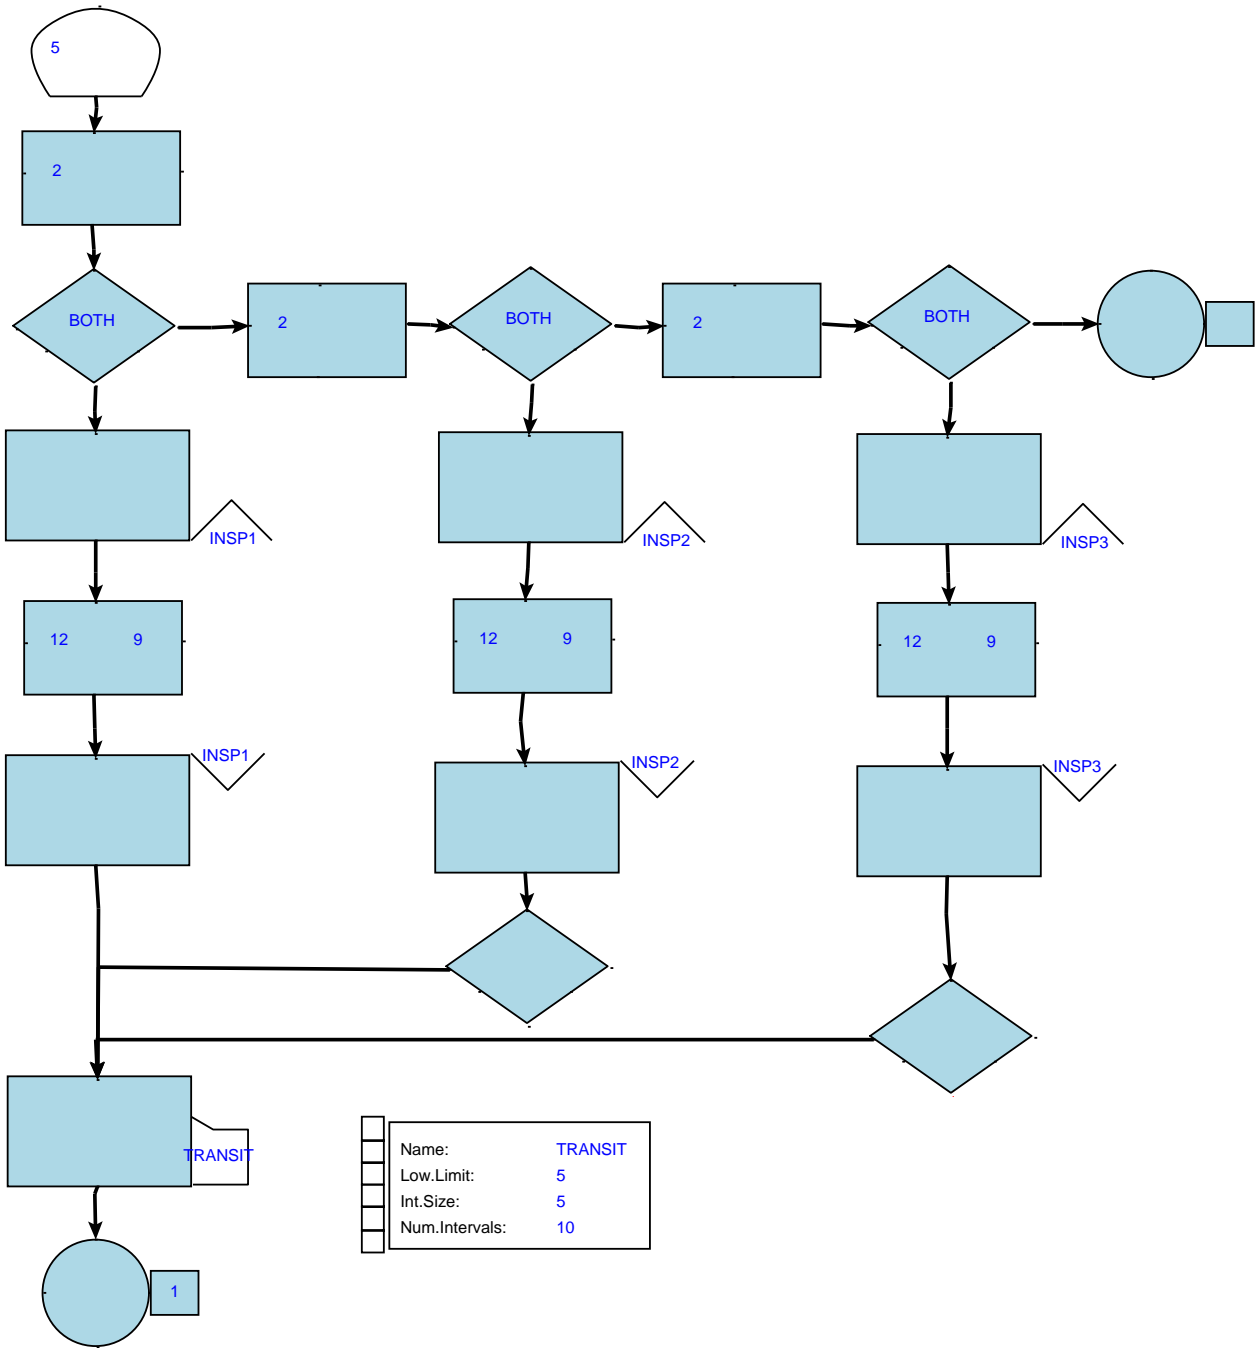 5
2
BOTH
2
BOTH
2
BOTH
INSP1
INSP2
INSP3
12 9
12 9
12 9
INSP1
INSP2
INSP3
TRANSIT
Name: TRANSIT
Low.Limit: 5
Int.Size: 5
Num.Intervals: 10
1